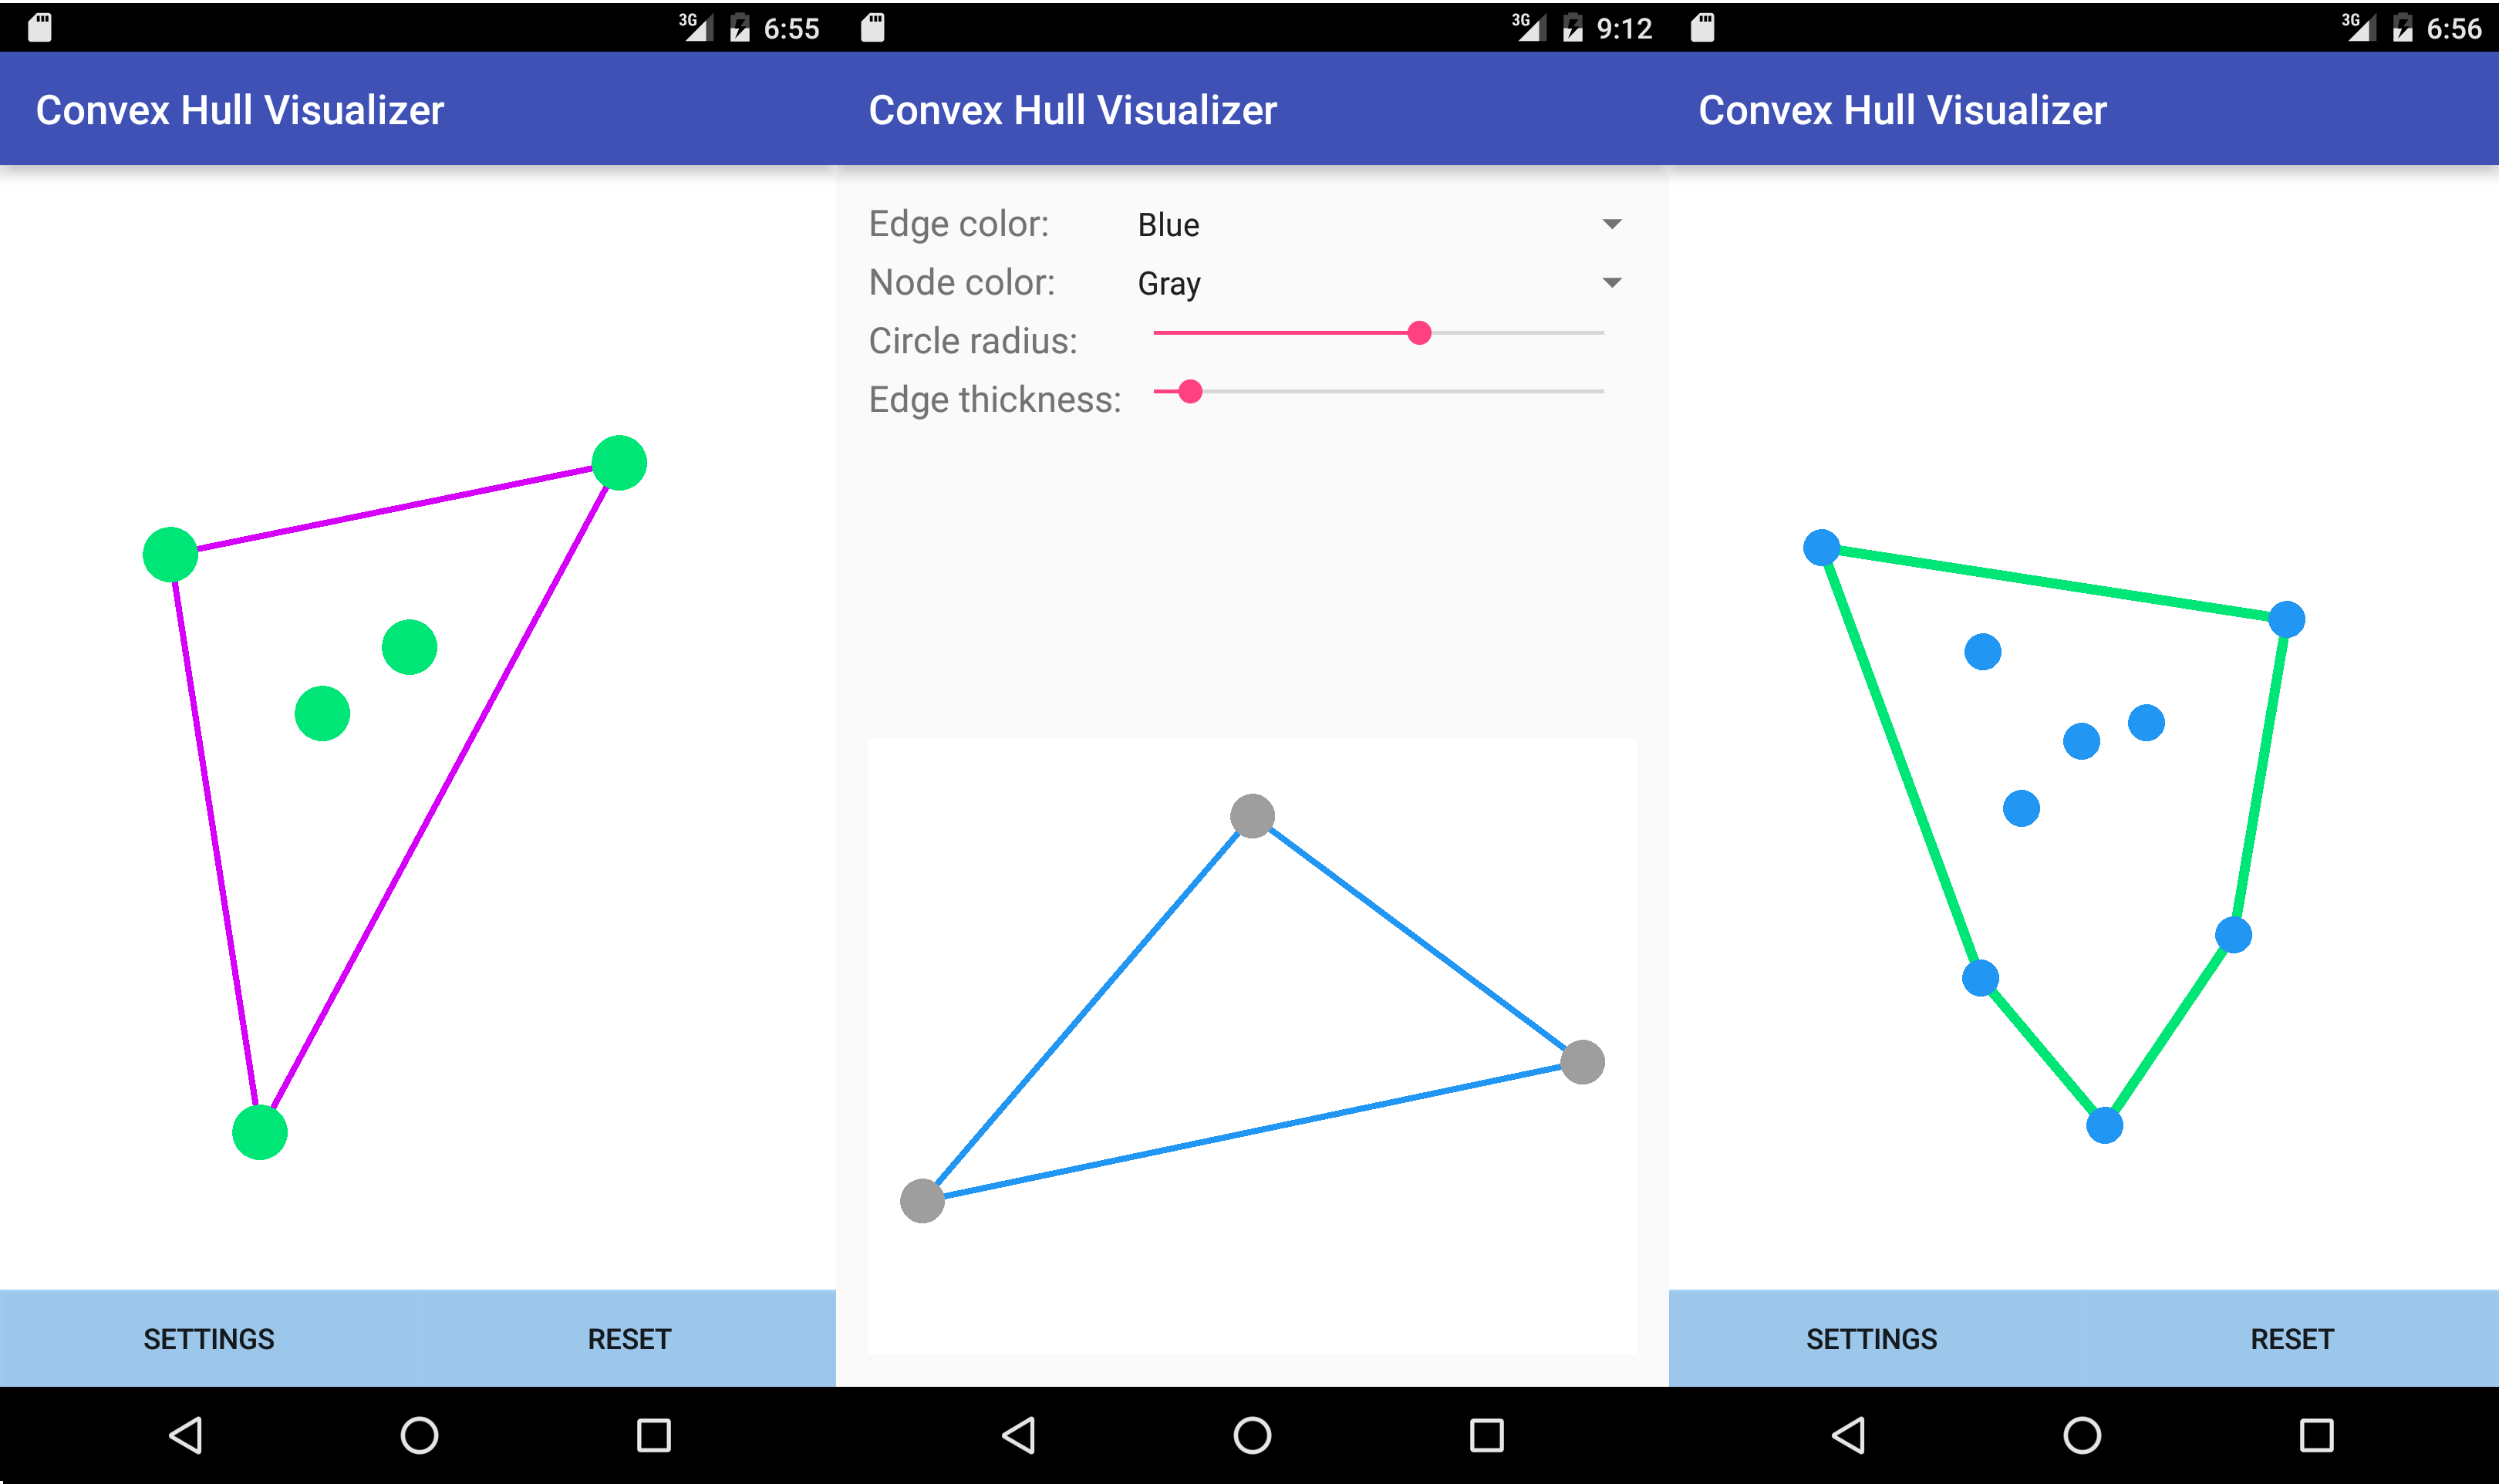 3G 6:55
Convex Hull Visualizer
SETTINGS RESET
3G 9:12
Convex Hull Visualizer
Edge color: Blue
Node color: Gray
Circle radius:
Edge thickness:
3G 6:56
Convex Hull Visualizer
SETTINGS RESET